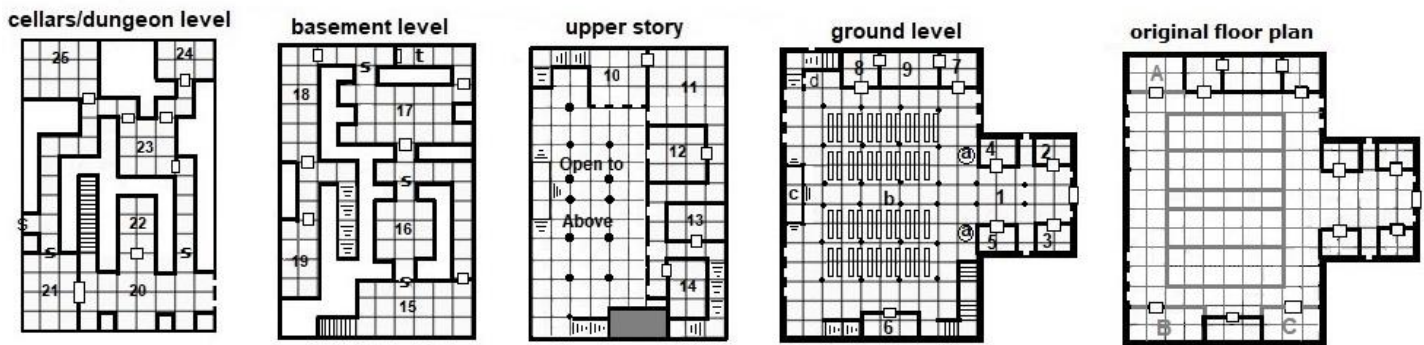 cellars/dungeon level
25
24
23
22
S
s
s
21
20
basement level
s
t
18
17
s
16
19
s
15
upper story
10
11
12
Open to
Above
13
14
ground level
d
8
9
7
a
4
2
c
b
1
a
5
3
6
original floor plan
A
B
C